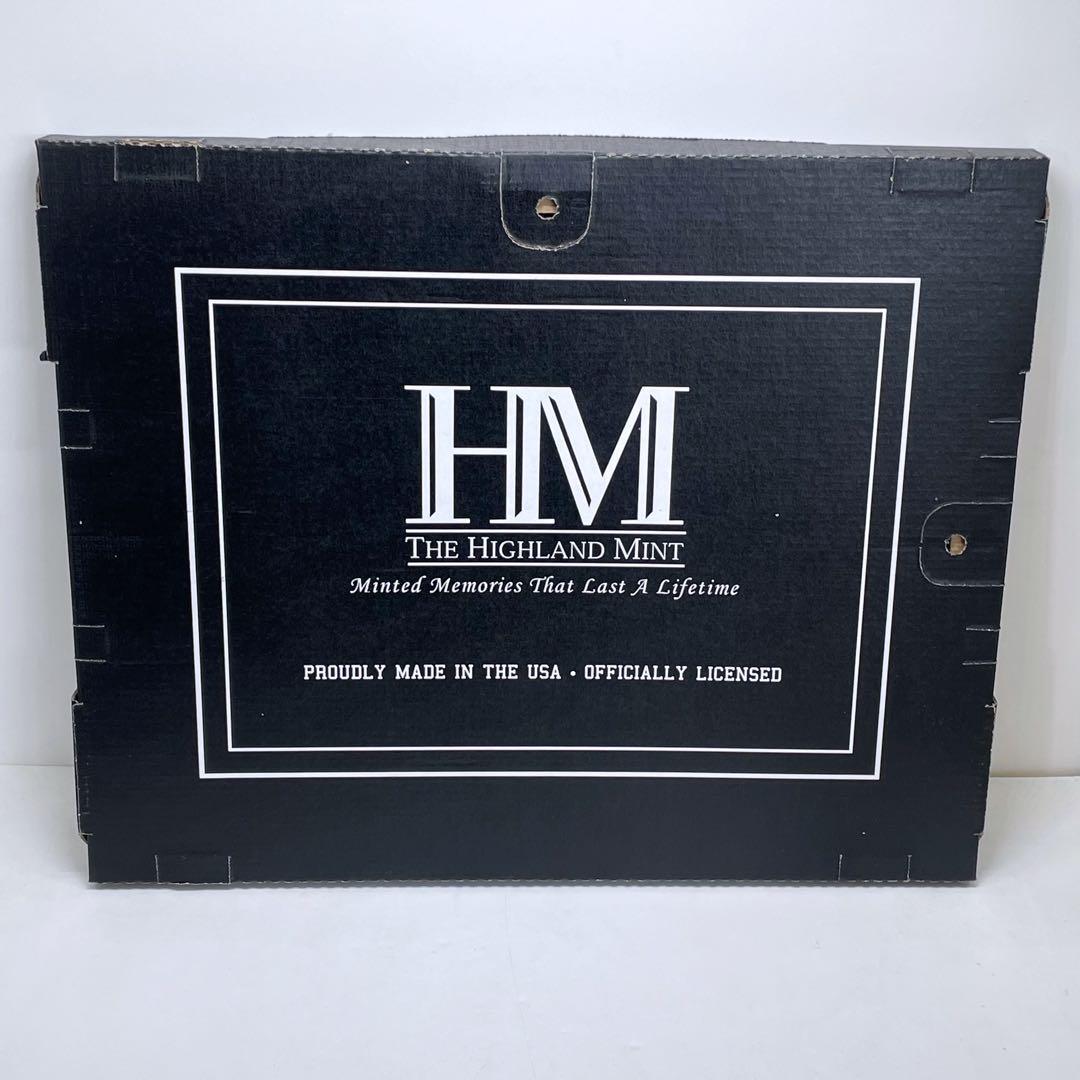 HM
THE HIGHLAND MINT
Minted Memories That Last A Lifetime
PROUDLY MADE IN THE USA • OFFICIALLY LICENSED